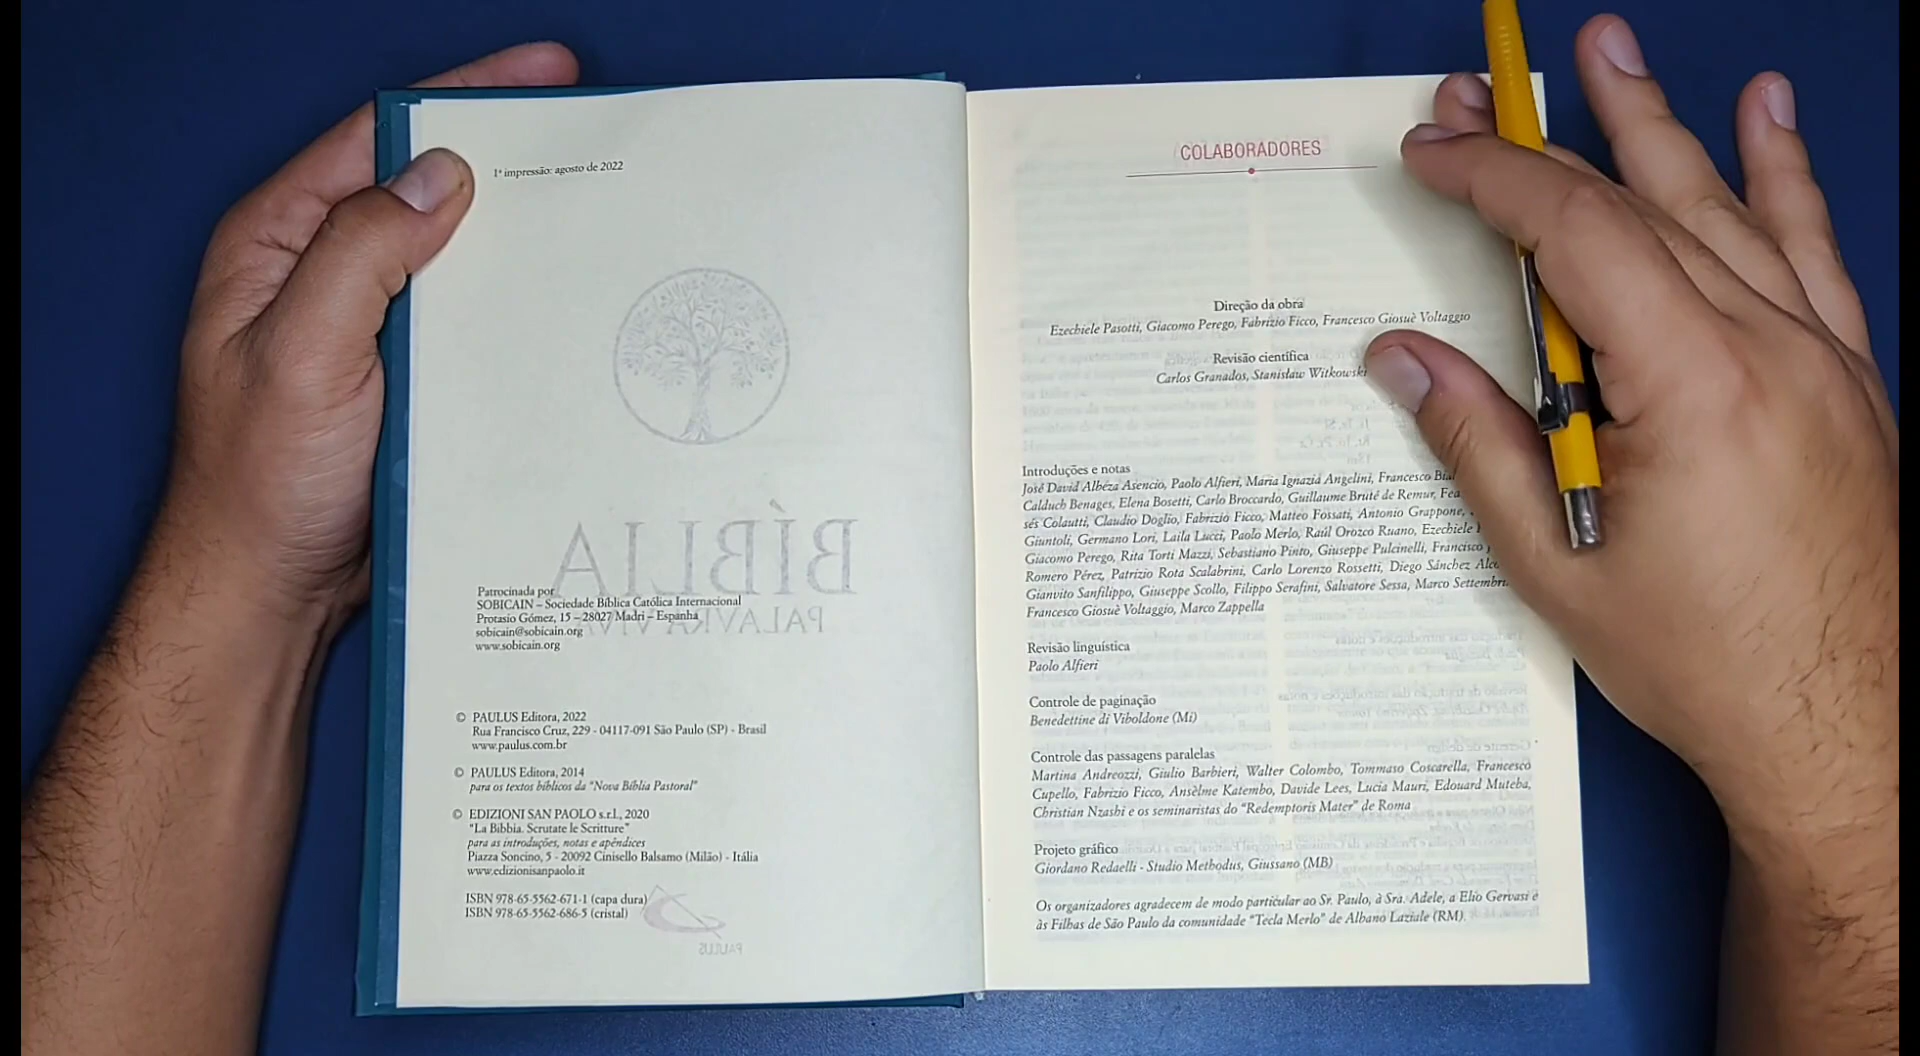 1ª impressão: agosto de 2022
BÍBLIA
PALAVRA VIVA
Patrocinada por
SOBICAIN – Sociedade Bíblica Católica Internacional
Protasio Gómez, 15 – 28027 Madri – Espanha
sobicain@sobicain.org
www.sobicain.org
© PAULUS Editora, 2022
Rua Francisco Cruz, 229 - 04117-091 São Paulo (SP) - Brasil
www.paulus.com.br
© PAULUS Editora, 2014
para os textos bíblicos da “Nova Bíblia Pastoral”
© EDIZIONI SAN PAOLO s.r.l., 2020
“La Bibbia. Scrutate le Scritture”
para as introduções, notas e apêndices
Piazza Soncino, 5 - 20092 Cinisello Balsamo (Milão) - Itália
www.edizionisanpaolo.it
ISBN 978-65-5562-671-1 (capa dura)
ISBN 978-65-5562-686-5 (cristal)
PAULUS
COLABORADORES
Direção da obra
Ezechiele Pasotti, Giacomo Perego, Fabrizio Ficco, Francesco Giosuè Voltaggio
Revisão científica
Carlos Granados, Stanisław Witkowski
Introduções e notas
José David Albeza Asencio, Paolo Alfieri, Maria Ignazia Angelini, Francesco
Calduch Benages, Elena Bosetti, Carlo Broccardo, Guillaume Bruté de Remur,
sés Colautti, Claudio Doglio, Fabrizio Ficco, Matteo Fossati, Antonio Grappone,
Giuntoli, Germano Lori, Laila Lucci, Paolo Merlo, Raúl Orozco Ruano, Ezechiele
Giacomo Perego, Rita Torti Mazzi, Sebastiano Pinto, Giuseppe Pulcinelli, Francisco
Romero Pérez, Patrizio Rota Scalabrini, Carlo Lorenzo Rossetti, Diego Sánchez
Gianvito Sanfilippo, Giuseppe Scollo, Filippo Serafini, Salvatore Sessa, Marco
Francesco Giosuè Voltaggio, Marco Zappella
Revisão linguística
Paolo Alfieri
Controle de paginação
Benedettine di Viboldone (Mi)
Controle das passagens paralelas
Martina Andreozzi, Giulio Barbieri, Walter Colombo, Tommaso Coscarella, Francesco
Cupello, Fabrizio Ficco, Ansèlme Katembo, Davide Lees, Lucia Mauri, Edouard Muteba,
Christian Nzashi e os seminaristas do “Redemptoris Mater” de Roma
Projeto gráfico
Giordano Redaelli - Studio Methodus, Giussano (MB)
Os organizadores agradecem de modo particular ao Sr. Paulo, à Sra. Adele, a Elio Gervasi e
às Filhas de São Paulo da comunidade “Tecla Merlo” de Albano Laziale (RM).